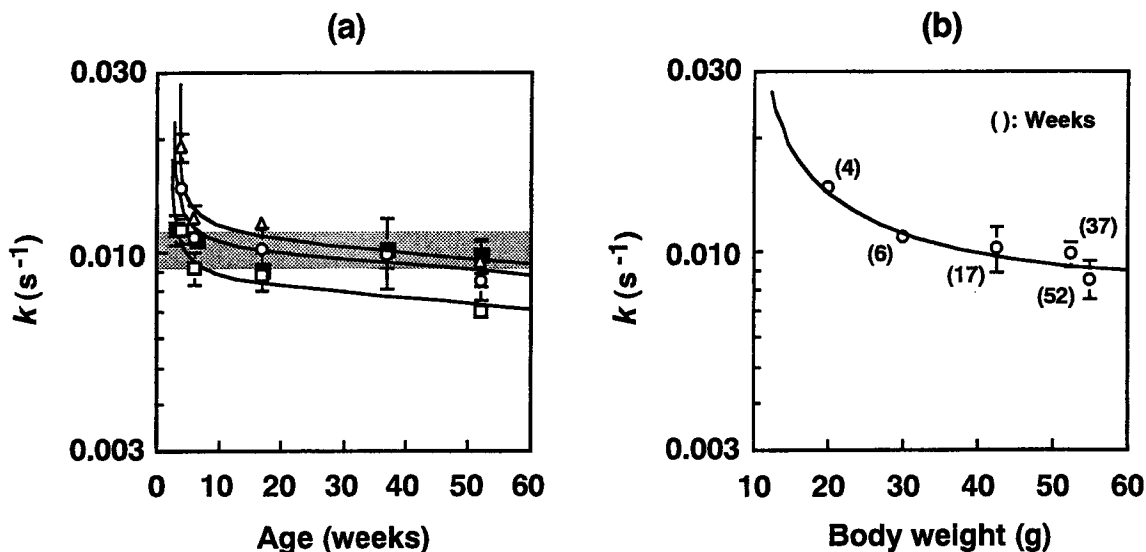 (a)
0.030
0.010
0.003
k (s⁻¹)
0 10 20 30 40 50 60
Age (weeks)
(b)
0.030
0.010
0.003
k (s⁻¹)
( ): Weeks
(4)
(6)
(17)
(37)
(52)
10 20 30 40 50 60
Body weight (g)